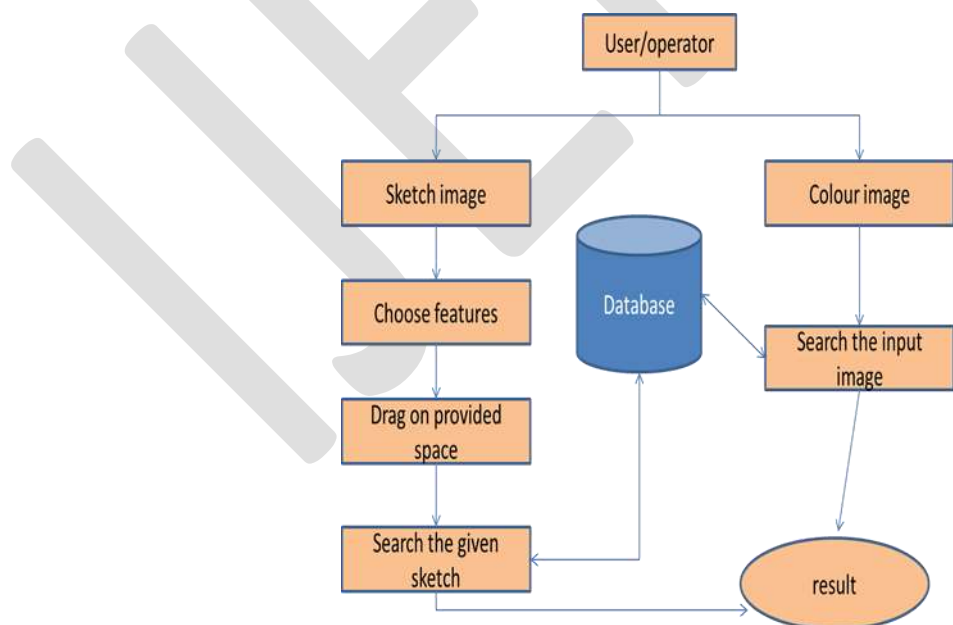 User/operator
Sketch image
Colour image
Choose features
Database
Search the input
image
Drag on provided
space
Search the given
sketch
result